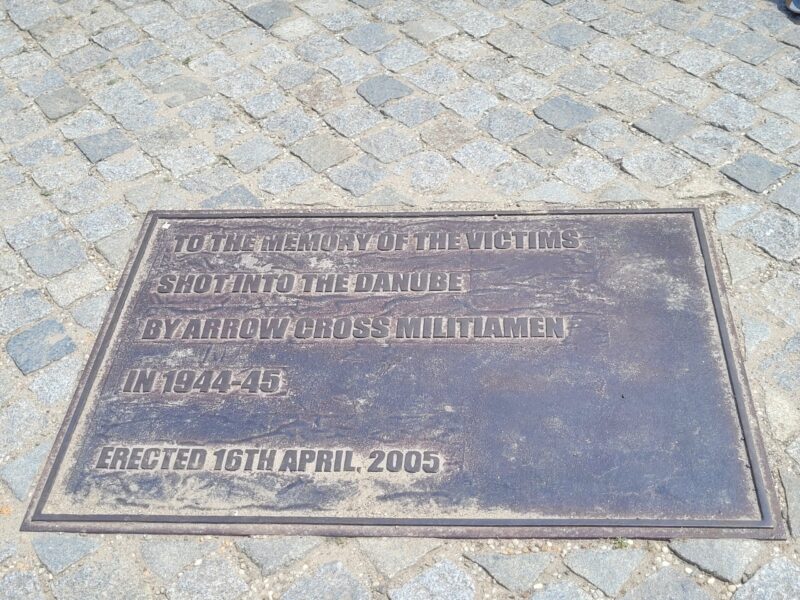 TO THE MEMORY OF THE VICTIMS
SHOT INTO THE DANUBE
BY ARROW CROSS MILITIAMEN
IN 1944-45
ERECTED 16TH APRIL, 2005